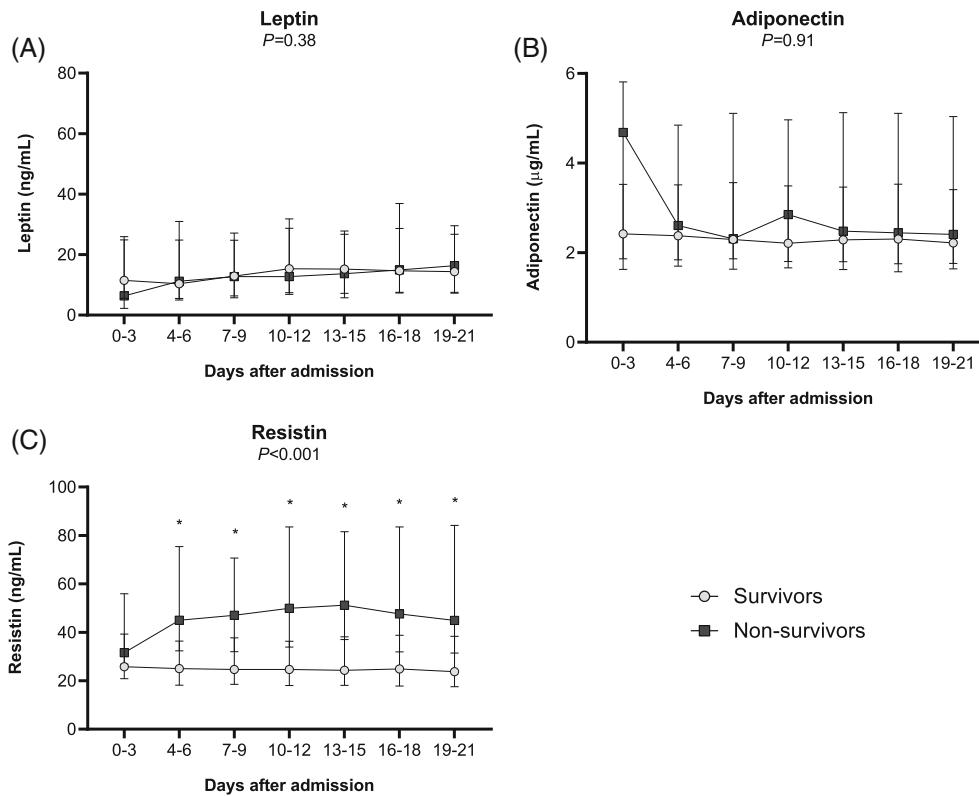 (A)
Leptin
P=0.38
Leptin (ng/mL)
80
60
40
20
0
0-3 4-6 7-9 10-12 13-15 16-18 19-21
Days after admission
(B)
Adiponectin
P=0.91
Adiponectin (μg/mL)
6
4
2
0
0-3 4-6 7-9 10-12 13-15 16-18 19-21
Days after admission
(C)
Resistin
P<0.001
Resistin (ng/mL)
100
80
60
40
20
0
* * * * * *
0-3 4-6 7-9 10-12 13-15 16-18 19-21
Days after admission
Survivors
Non-survivors